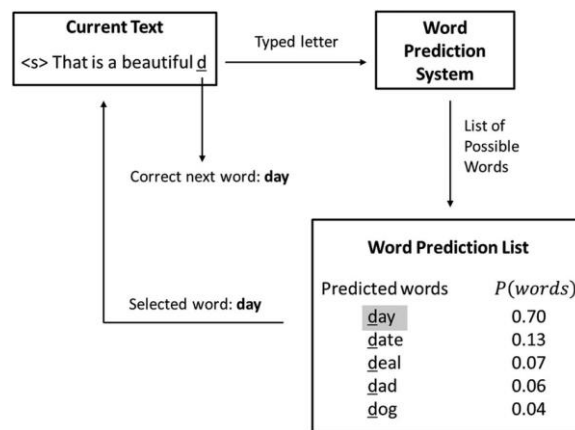 Current Text
<s> That is a beautiful d
Typed letter
Word
Prediction
System
List of
Possible
Words
Correct next word: day
Word Prediction List
Predicted words P(words)
day 0.70
date 0.13
deal 0.07
dad 0.06
dog 0.04
Selected word: day